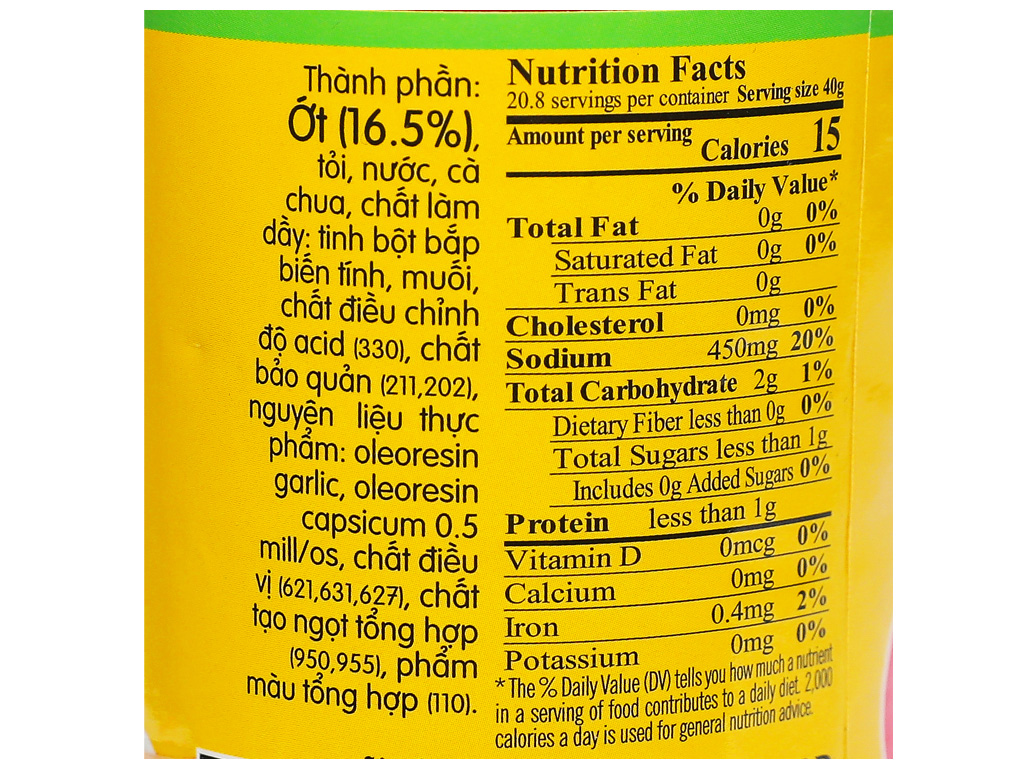 Thành phần:
Ớt (16.5%),
tỏi, nước, cà
chua, chất làm
dầy: tinh bột bắp
biến tính, muối,
chất điều chỉnh
độ acid (330), chất
bảo quản (211,202),
nguyên liệu thực
phẩm: oleoresin
garlic, oleoresin
capsicum 0.5
mill/os, chất điều
vị (621,631,627), chất
tạo ngọt tổng hợp
(950,955), phẩm
màu tổng hợp (110).
Nutrition Facts
20.8 servings per container Serving size 40g
Amount per serving
Calories 15
% Daily Value*
Total Fat 0g 0%
Saturated Fat 0g 0%
Trans Fat 0g
Cholesterol 0mg 0%
Sodium 450mg 20%
Total Carbohydrate 2g 1%
Dietary Fiber less than 0g 0%
Total Sugars less than 1g
Includes 0g Added Sugars 0%
Protein less than 1g
Vitamin D 0mcg 0%
Calcium 0mg 0%
Iron 0.4mg 2%
Potassium 0mg 0%
*The % Daily Value (DV) tells you how much a nutrient
in a serving of food contributes to a daily diet. 2,000
calories a day is used for general nutrition advice.